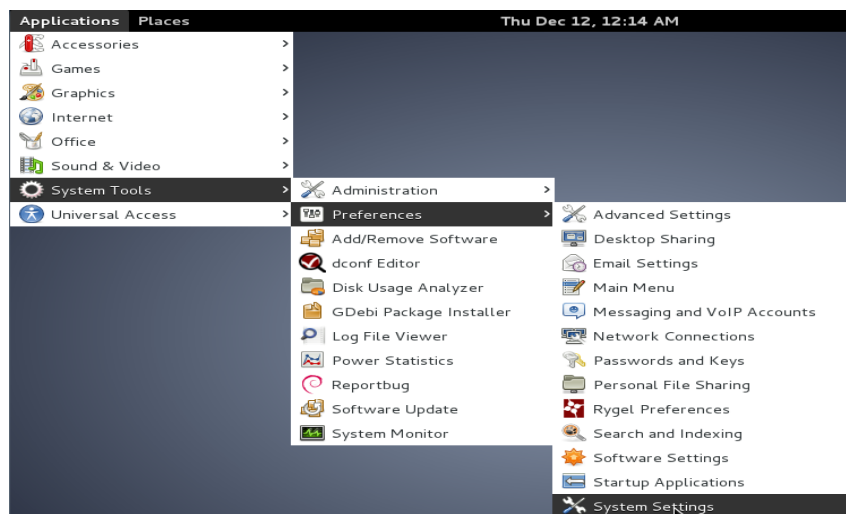 Applications Places Thu Dec 12, 12:14 AM
Accessories
Games
Graphics
Internet
Office
Sound & Video
System Tools
Universal Access
Administration
Preferences
Add/Remove Software
dconf Editor
Disk Usage Analyzer
GDebi Package Installer
Log File Viewer
Power Statistics
Reportbug
Software Update
System Monitor
Advanced Settings
Desktop Sharing
Email Settings
Main Menu
Messaging and VoIP Accounts
Network Connections
Passwords and Keys
Personal File Sharing
Rygel Preferences
Search and Indexing
Software Settings
Startup Applications
System Settings